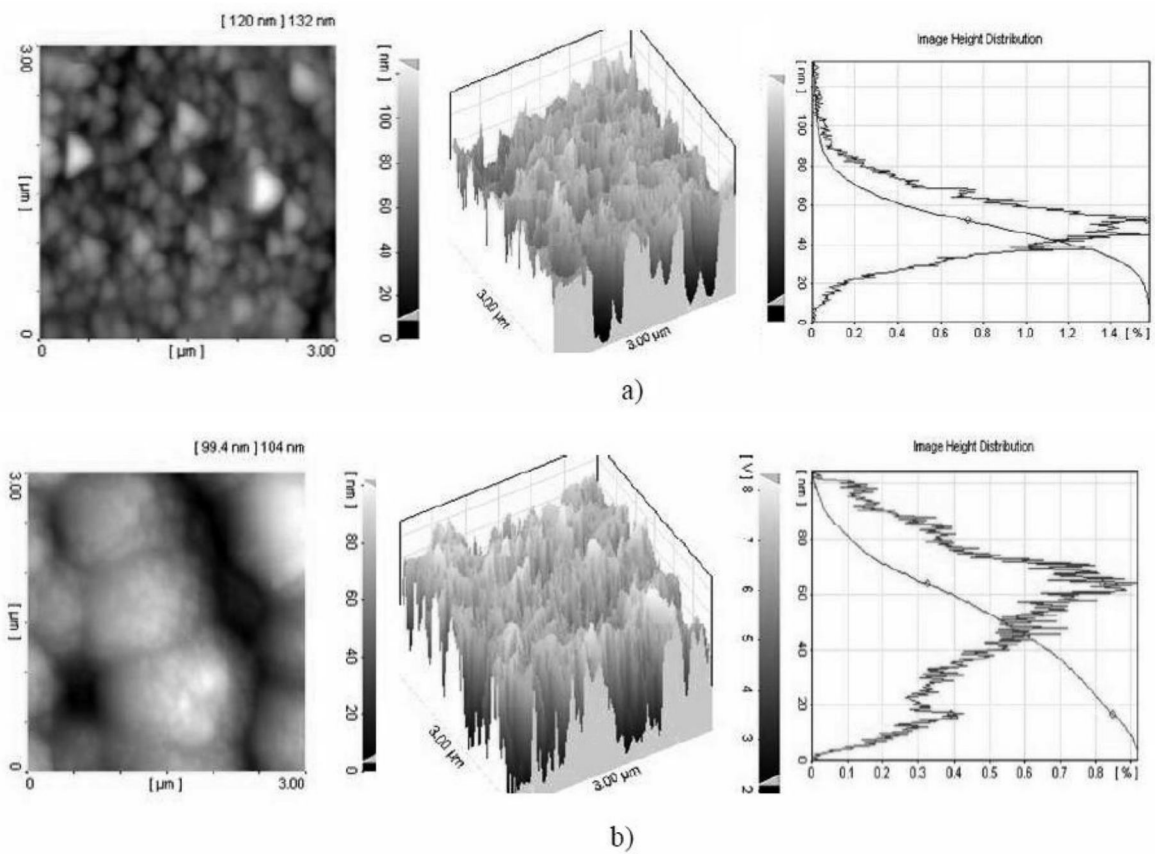 [ 120 nm ] 132 nm
3.00
[ µm ]
0
0
[ µm ]
3.00
[ nm ]
100
80
60
40
20
0
3.00 µm
3.00 µm
Image Height Distribution
[ nm ]
100
80
60
40
20
0
0
0.2
0.4
0.6
0.8
1.0
1.2
1.4
[ % ]
a)
[ 99.4 nm ] 104 nm
3.00
[ µm ]
0
0
[ µm ]
3.00
[ nm ]
80
60
40
20
0
3.00 µm
3.00 µm
[ V ]
8
7
6
5
4
3
2
Image Height Distribution
[ nm ]
80
60
40
20
0
0
0.1
0.2
0.3
0.4
0.5
0.6
0.7
0.8
[ % ]
b)